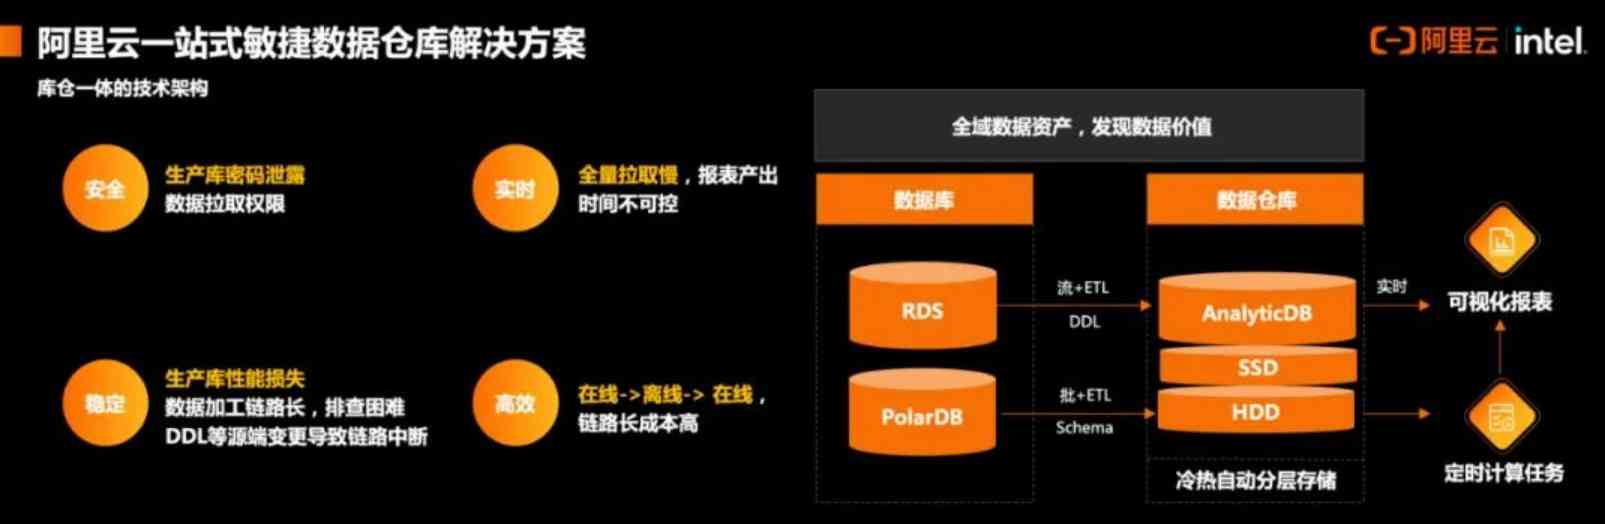 阿里云一站式敏捷数据仓库解决方案
库仓一体的技术架构
阿里云
intel.
安全
生产库密码泄露
数据拉取权限
实时
全量拉取慢，报表产出
时间不可控
稳定
生产库性能损失
数据加工链路长，排查困难
DDL等源端变更导致链路中断
高效
在线->离线-> 在线，
链路长成本高
全域数据资产，发现数据价值
数据库
数据仓库
RDS
流+ETL
DDL
AnalyticDB
实时
可视化报表
SSD
PolarDB
批+ETL
Schema
HDD
冷热自动分层存储
定时计算任务